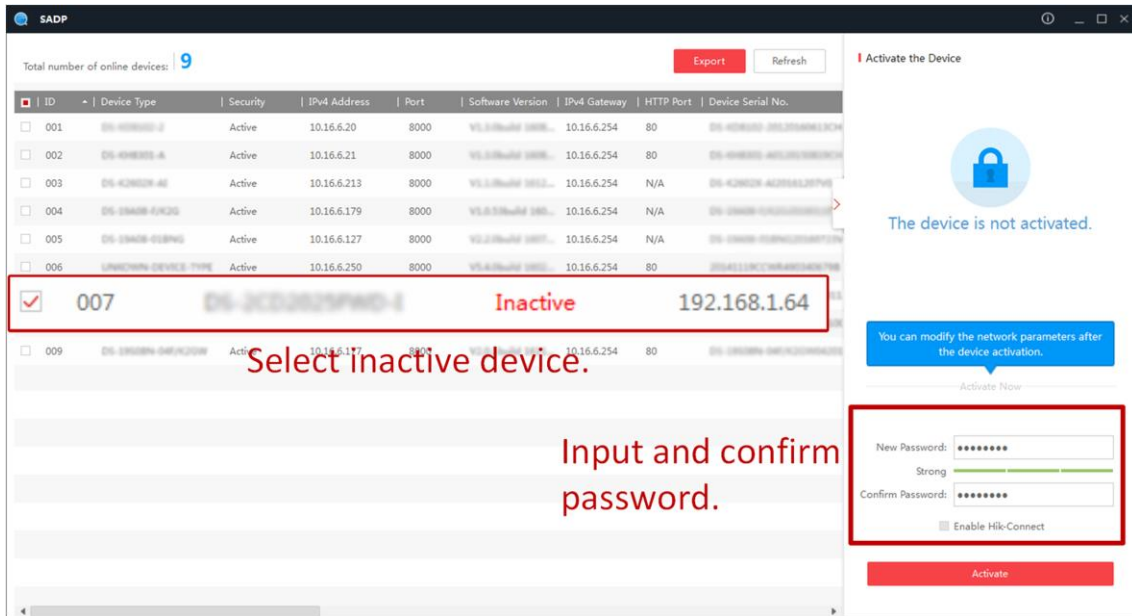 SADP
Total number of online devices: 9
Export
Refresh
ID Device Type Security IPv4 Address Port Software Version IPv4 Gateway HTTP Port Device Serial No.
001 Active 10.16.6.20 8000 10.16.6.254 80
002 Active 10.16.6.21 8000 10.16.6.254 80
003 Active 10.16.6.213 8000 10.16.6.254 N/A
004 Active 10.16.6.179 8000 10.16.6.254 N/A
005 Active 10.16.6.127 8000 10.16.6.254 N/A
006 Active 10.16.6.250 8000 10.16.6.254 80
007 Inactive 192.168.1.64
009 10.16.6.254 80
Select inactive device.
Input and confirm
password.
Activate the Device
The device is not activated.
You can modify the network parameters after
the device activation.
Activate Now
New Password: ••••••••
Strong
Confirm Password: ••••••••
Enable Hik-Connect
Activate